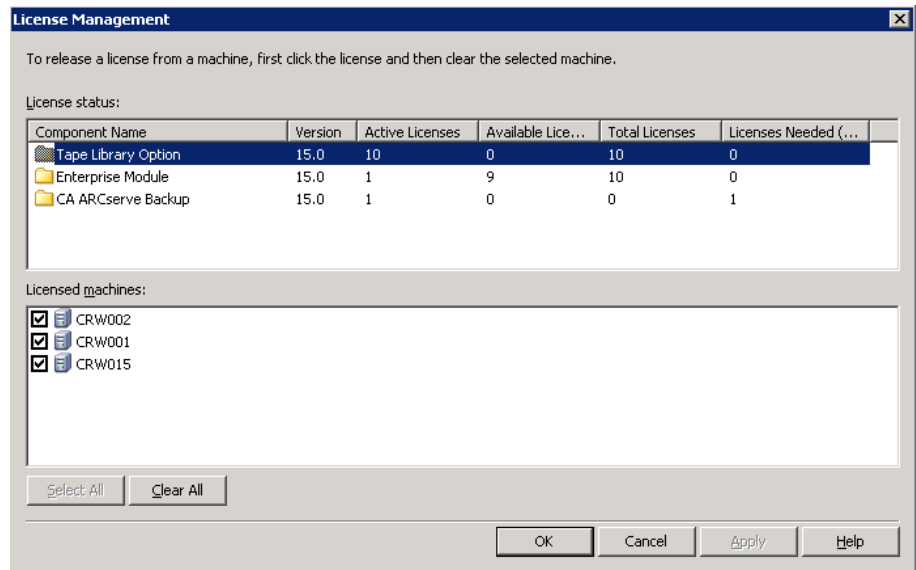 License Management
To release a license from a machine, first click the license and then clear the selected machine.
License status:
Component Name Version Active Licenses Available Lice... Total Licenses Licenses Needed (...
Tape Library Option 15.0 10 0 10 0
Enterprise Module 15.0 1 9 10 0
CA ARCserve Backup 15.0 1 0 0 1
Licensed machines:
CRW002
CRW001
CRW015
Select All Clear All
OK Cancel Apply Help